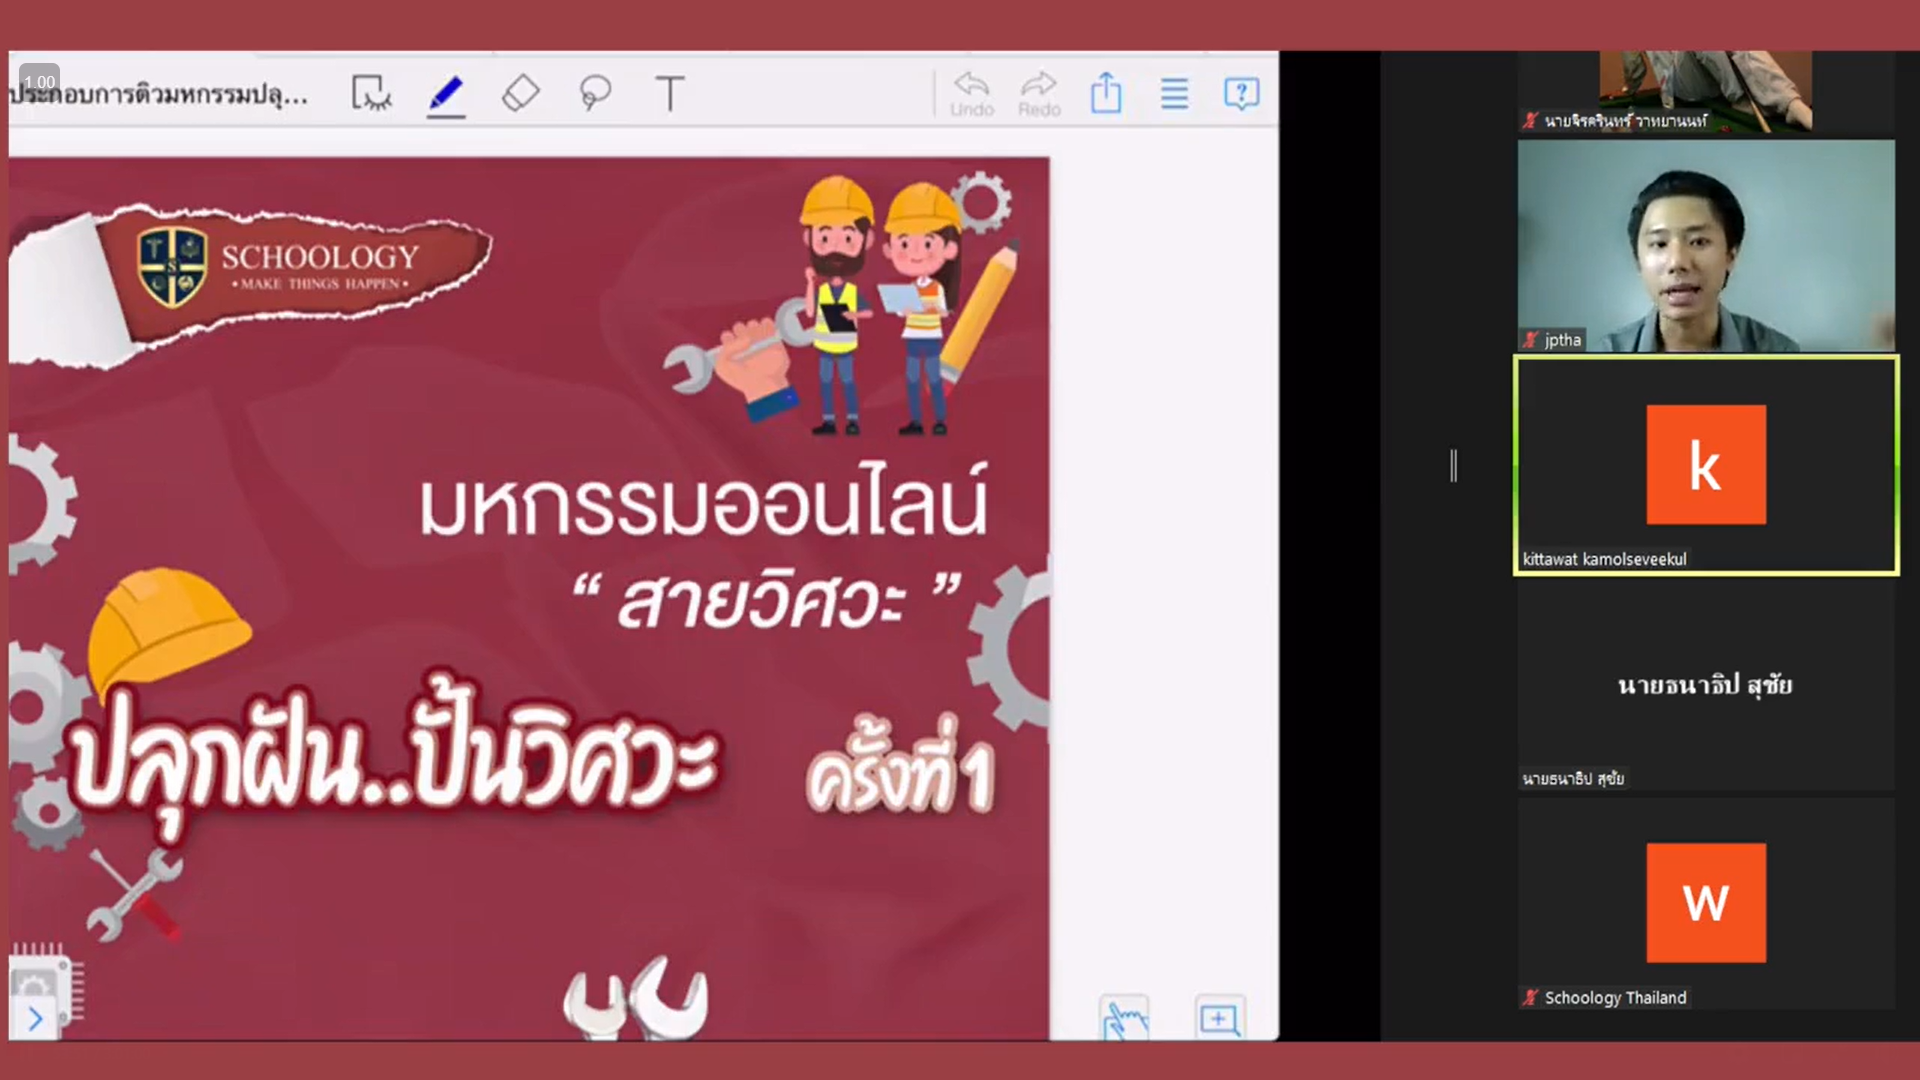 1.00
ประกอบการติวมหกรรมปลุ...
T
Undo
Redo
?
SCHOOLOGY
•MAKE THINGS HAPPEN•
มหกรรมออนไลน์
“ สายวิศวะ ”
ปลุกฝัน..ปั้นวิศวะ
ครั้งที่ 1
นายจิรครินทร์ วาทยานนท์
jptha
k
kittawat kamolseveekul
นายธนาธิป สุชัย
นายธนาธิป สุชัย
W
Schoology Thailand